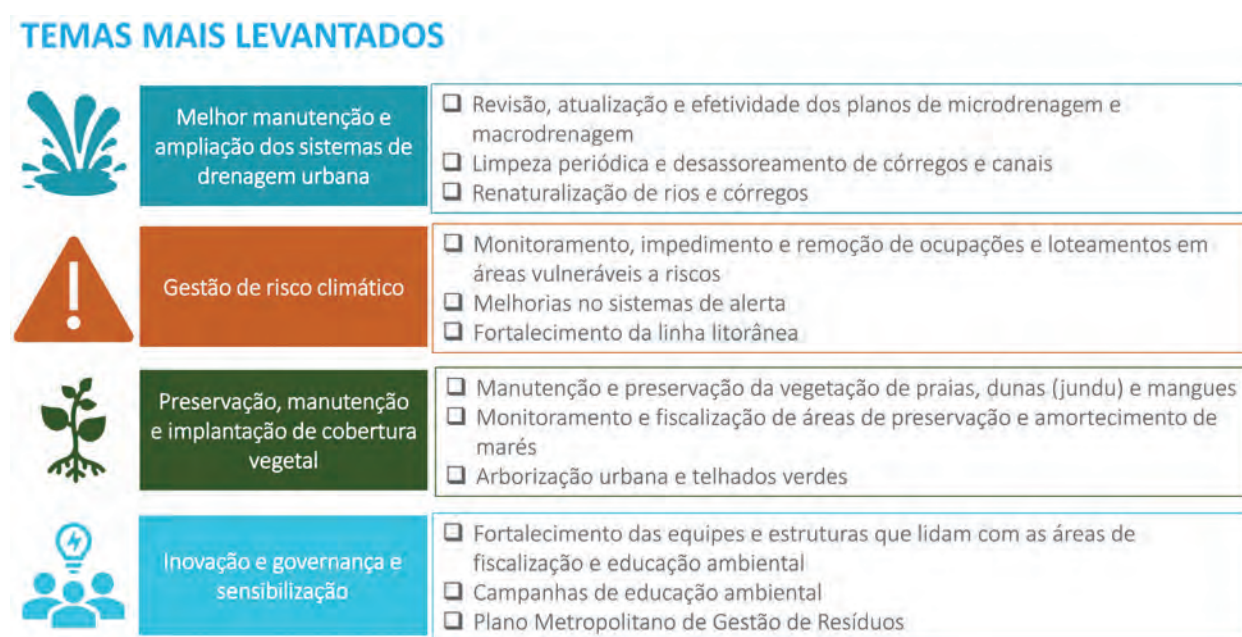 TEMAS MAIS LEVANTADOS
Melhor manutenção e
ampliação dos sistemas de
drenagem urbana
❑ Revisão, atualização e efetividade dos planos de microdrenagem e
macrodrenagem
❑ Limpeza periódica e desassoreamento de córregos e canais
❑ Renaturalização de rios e córregos
Gestão de risco climático
❑ Monitoramento, impedimento e remoção de ocupações e loteamentos em
áreas vulneráveis a riscos
❑ Melhorias no sistemas de alerta
❑ Fortalecimento da linha litorânea
Preservação, manutenção
e implantação de cobertura
vegetal
❑ Manutenção e preservação da vegetação de praias, dunas (jundu) e mangues
❑ Monitoramento e fiscalização de áreas de preservação e amortecimento de
marés
❑ Arborização urbana e telhados verdes
Inovação e governança e
sensibilização
❑ Fortalecimento das equipes e estruturas que lidam com as áreas de
fiscalização e educação ambiental
❑ Campanhas de educação ambiental
❑ Plano Metropolitano de Gestão de Resíduos